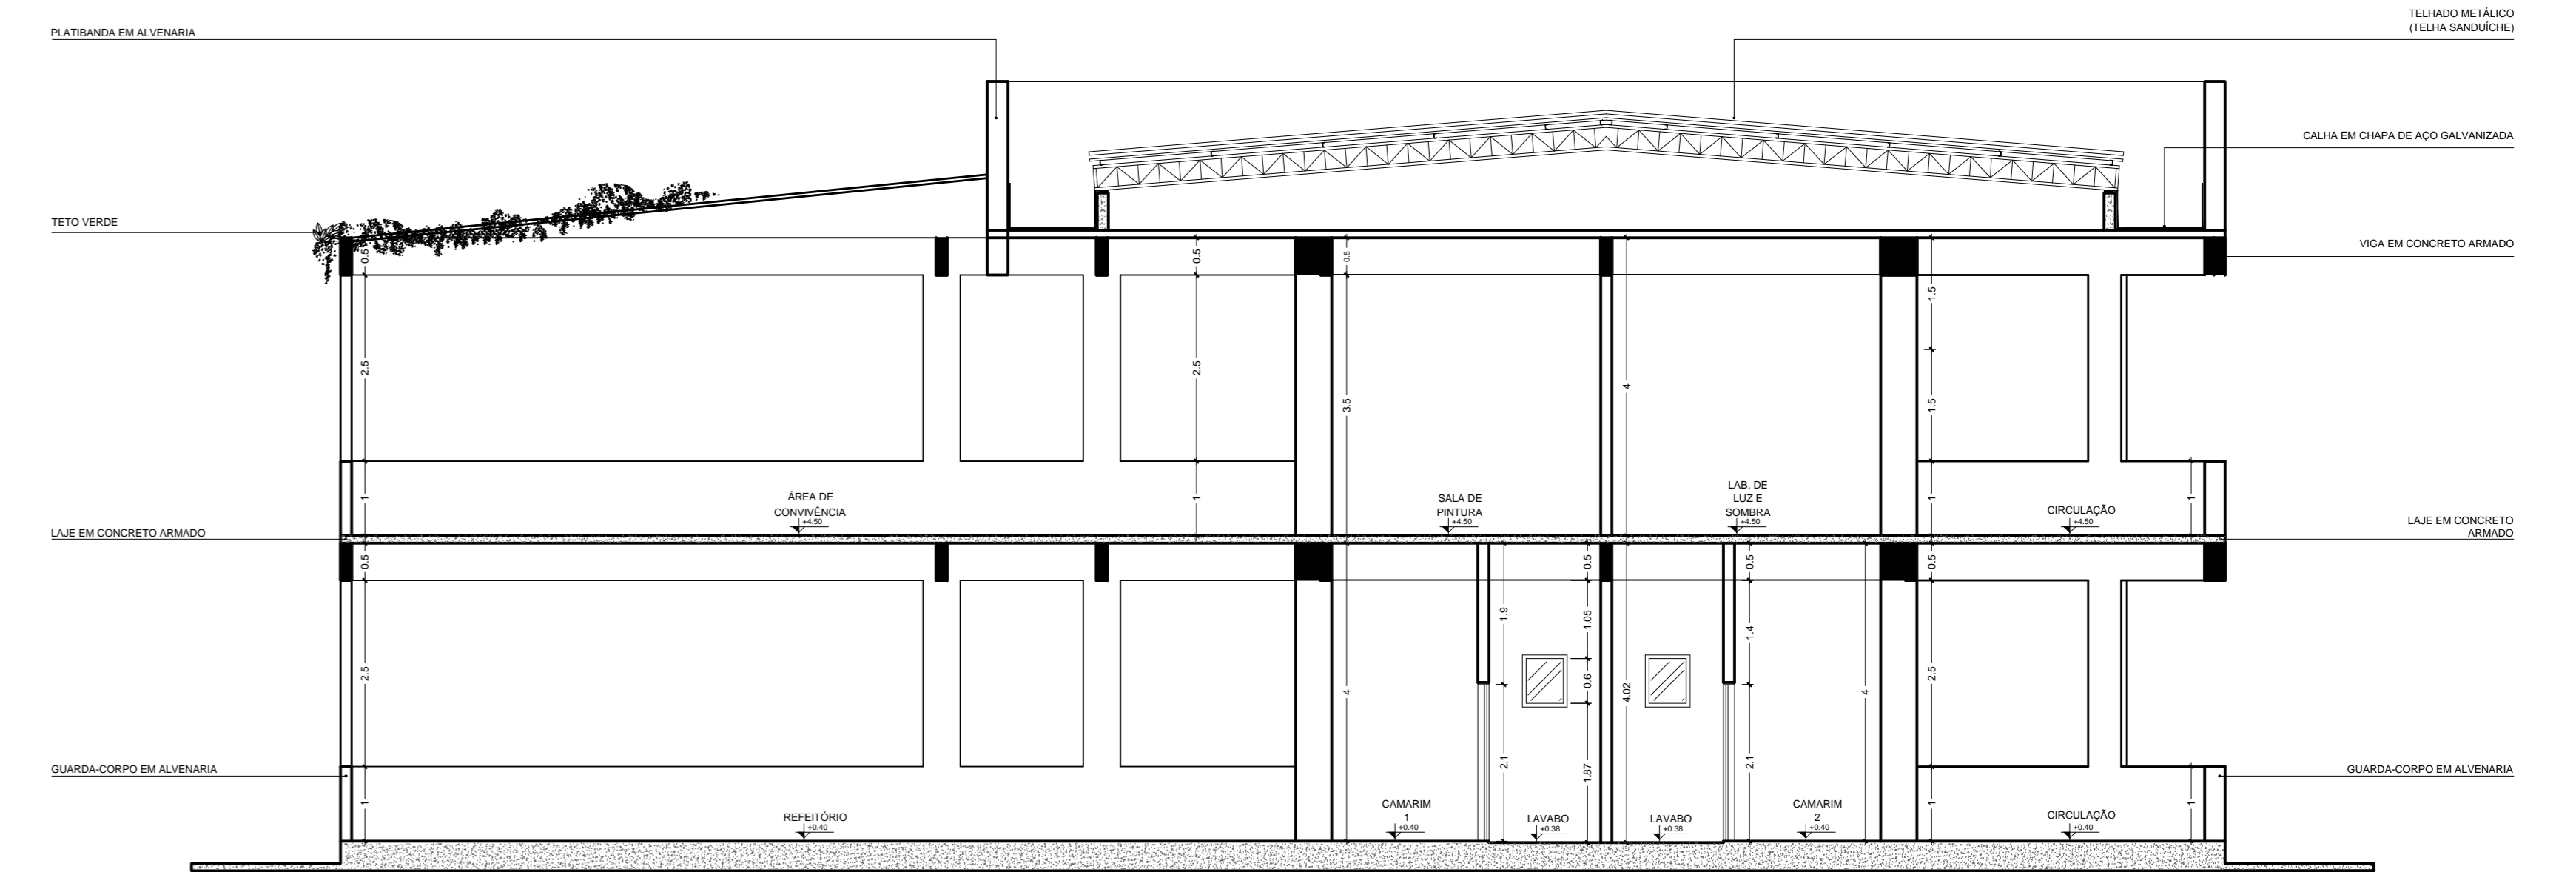 TELHADO METÁLICO
(TELHA SANDUÍCHE)
PLATIBANDA EM ALVENARIA
CALHA EM CHAPA DE AÇO GALVANIZADA
TETO VERDE
VIGA EM CONCRETO ARMADO
0.5
0.5
0.5
1.5
2.5
2.5
3.5
4
1.5
1
1
1
1
ÁREA DE
CONVIVÊNCIA
+4.50
SALA DE
PINTURA
+4.50
LAB. DE
LUZ E
SOMBRA
+4.50
CIRCULAÇÃO
+4.50
LAJE EM CONCRETO ARMADO
LAJE EM CONCRETO
ARMADO
0.5
0.5
0.5
0.5
1.9
1.05
1.4
2.5
4
0.6
4.02
4
2.5
2.1
1.87
2.1
GUARDA-CORPO EM ALVENARIA
GUARDA-CORPO EM ALVENARIA
1
1
1
REFEITÓRIO
+0.40
CAMARIM
1
+0.40
LAVABO
+0.38
LAVABO
+0.38
CAMARIM
2
+0.40
CIRCULAÇÃO
+0.40